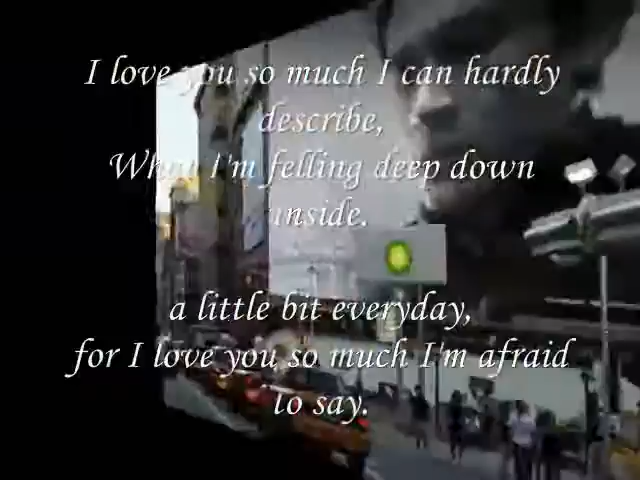 I love you so much I can hardly
describe,
What I'm felling deep down
inside.
a little bit everyday,
for I love you so much I'm afraid
to say.